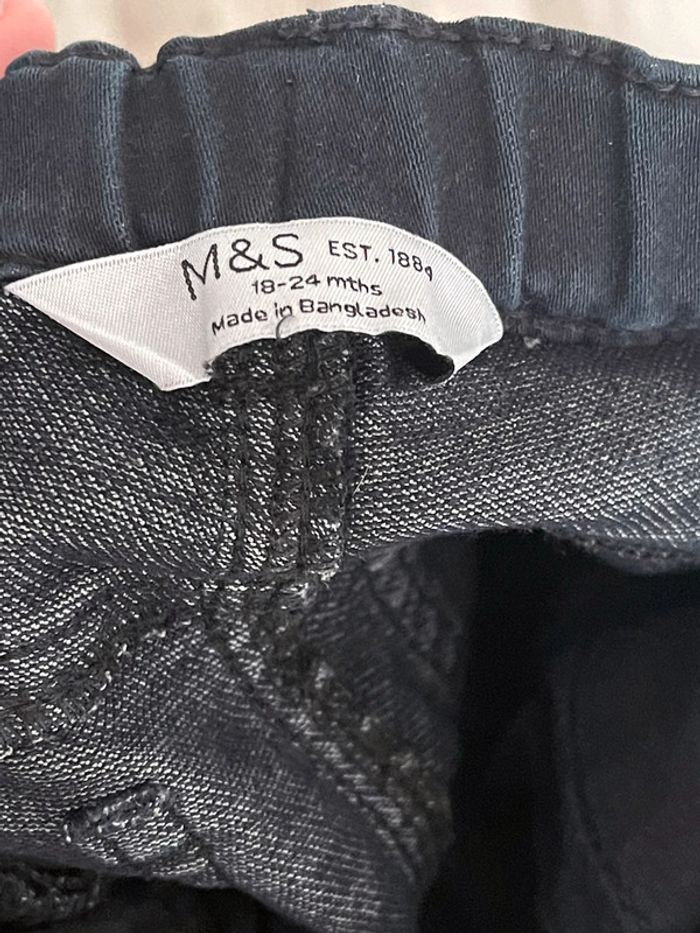 M&S EST. 1884
18-24 mths
Made in Bangladesh